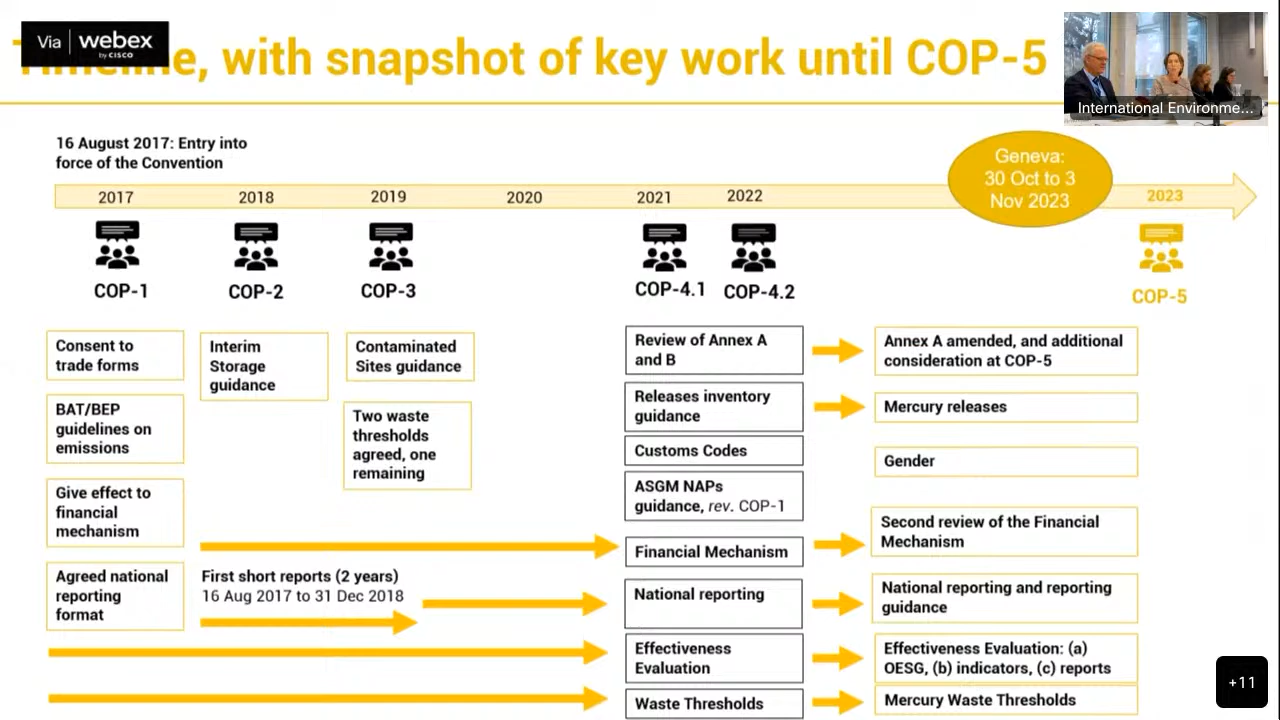 Via webex
by CISCO
e, with snapshot of key work until COP-5
International Environme...
16 August 2017: Entry into
force of the Convention
Geneva:
30 Oct to 3
Nov 2023
2017
2018
2019
2020
2021
2022
2023
COP-1
COP-2
COP-3
COP-4.1
COP-4.2
COP-5
Consent to
trade forms
BAT/BEP
guidelines on
emissions
Give effect to
financial
mechanism
Agreed national
reporting
format
Interim
Storage
guidance
Contaminated
Sites guidance
Two waste
thresholds
agreed, one
remaining
First short reports (2 years)
16 Aug 2017 to 31 Dec 2018
Review of Annex A
and B
Releases inventory
guidance
Customs Codes
ASGM NAPs
guidance, rev. COP-1
Financial Mechanism
National reporting
Effectiveness
Evaluation
Waste Thresholds
Annex A amended, and additional
consideration at COP-5
Mercury releases
Gender
Second review of the Financial
Mechanism
National reporting and reporting
guidance
Effectiveness Evaluation: (a)
OESG, (b) indicators, (c) reports
Mercury Waste Thresholds
+11